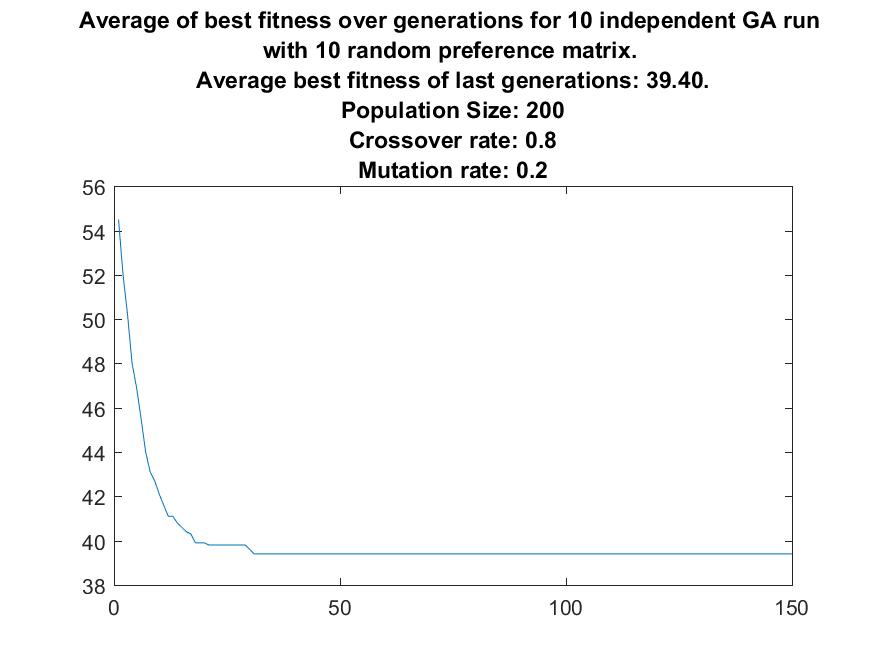 Average of best fitness over generations for 10 independent GA run
with 10 random preference matrix.
Average best fitness of last generations: 39.40.
Population Size: 200
Crossover rate: 0.8
Mutation rate: 0.2
56
54
52
50
48
46
44
42
40
38
0
50
100
150